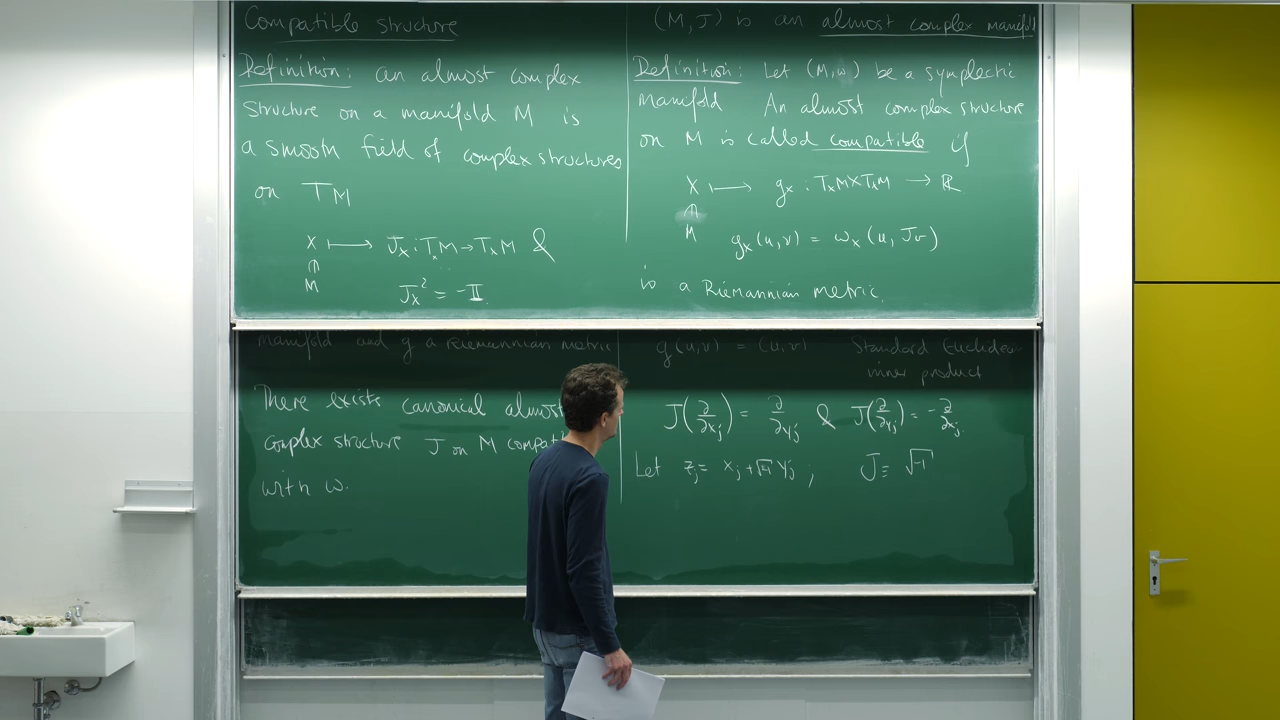 Compatible structure
Definition: an almost complex
structure on a manifold M is
a smooth field of complex structures
on TM
x ⟼ Jₓ : TₓM → TₓM &
∩
M
Jₓ² = -𝟙
(M, J) is an almost complex manifold
Definition: Let (M, ω) be a symplectic
manifold An almost complex structure
on M is called compatible if
x ⟼ gₓ : TₓM × TₓM → ℝ
∩
M
gₓ(u, v) = ωₓ(u, Jv)
is a Riemannian metric.
manifold and g a Riemannian metric
There exists canonical almost
complex structure J on M
with ω.
g(u, v) = ⟨u, v⟩ Standard Euclidean
inner product
J(∂/∂xⱼ) = ∂/∂yⱼ & J(∂/∂yⱼ) = -∂/∂xⱼ
Let zⱼ = xⱼ + √-1 yⱼ ; J ≡ √-1